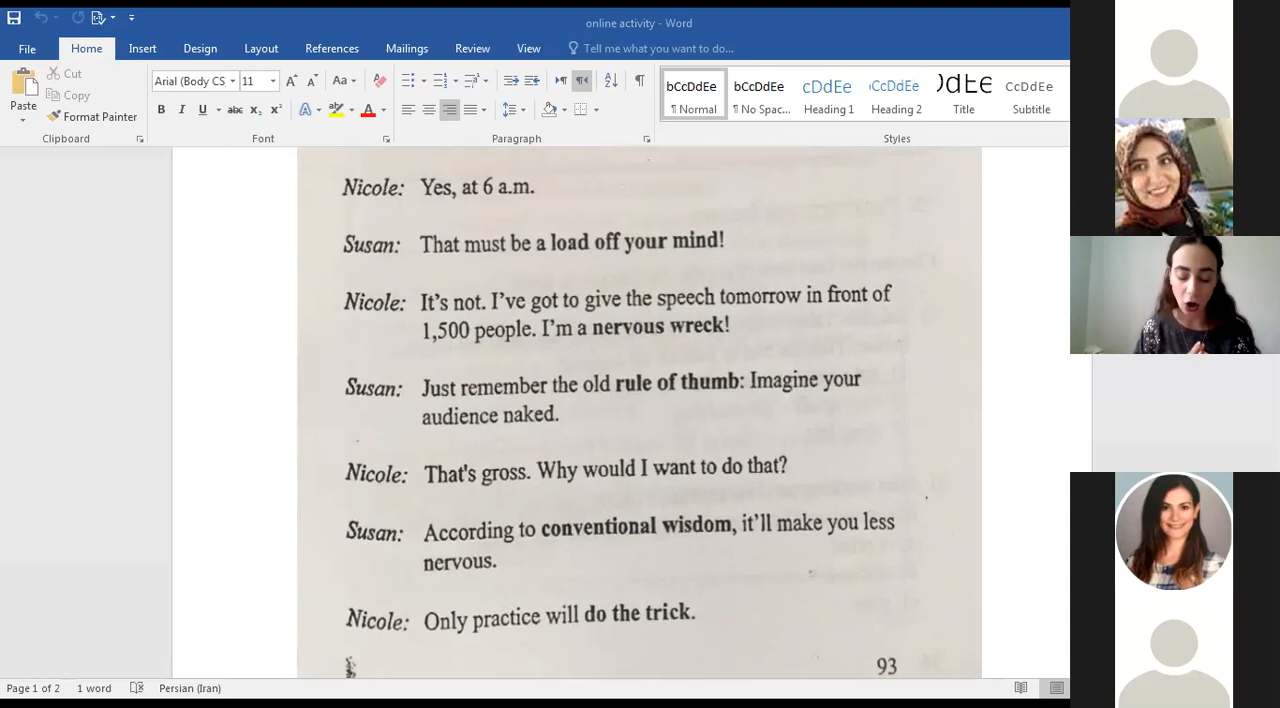 online activity - Word
File Home Insert Design Layout References Mailings Review View Tell me what you want to do...
Cut
Copy
Paste
Format Painter
Clipboard
Arial (Body CS 11
Aa
B I U abc X₂ X² A ab A
Font
Paragraph
bCcDdEe bCcDdEe cDdEe CcDdEe CcDdEe
¶ Normal ¶ No Spac... Heading 1 Heading 2 Title Subtitle
Styles
Nicole: Yes, at 6 a.m.
Susan: That must be a load off your mind!
Nicole: It's not. I've got to give the speech tomorrow in front of
1,500 people. I'm a nervous wreck!
Susan: Just remember the old rule of thumb: Imagine your
audience naked.
Nicole: That's gross. Why would I want to do that?
Susan: According to conventional wisdom, it'll make you less
nervous.
Nicole: Only practice will do the trick.
93
Page 1 of 2 1 word Persian (Iran)